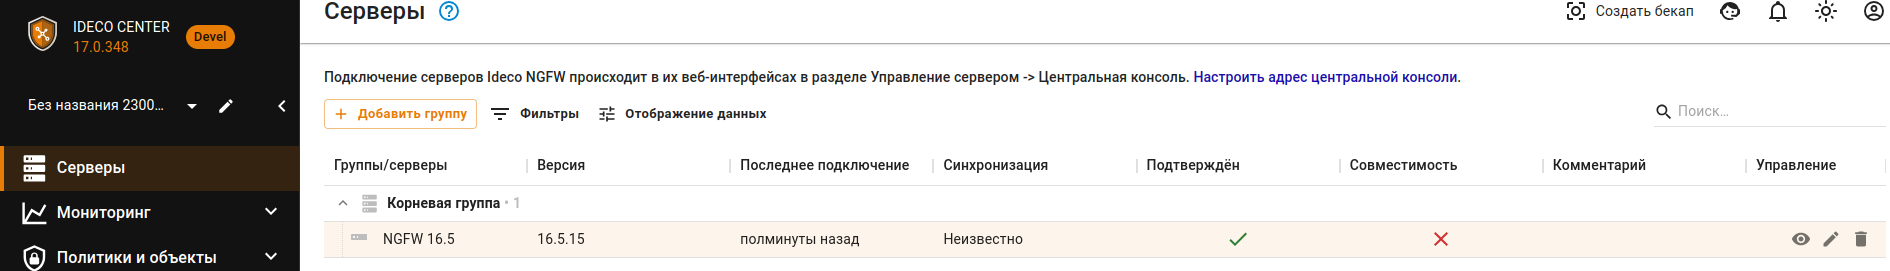 IDECO CENTER
17.0.348
Devel
Без названия 2300...
Серверы
Мониторинг
Политики и объекты
Серверы
Создать бекап
Подключение серверов Ideco NGFW происходит в их веб-интерфейсах в разделе Управление сервером -> Центральная консоль. Настроить адрес центральной консоли.
+ Добавить группу Фильтры Отображение данных Поиск...
Группы/серверы Версия Последнее подключение Синхронизация Подтверждён Совместимость Комментарий Управление
Корневая группа • 1
NGFW 16.5 16.5.15 полминуты назад Неизвестно